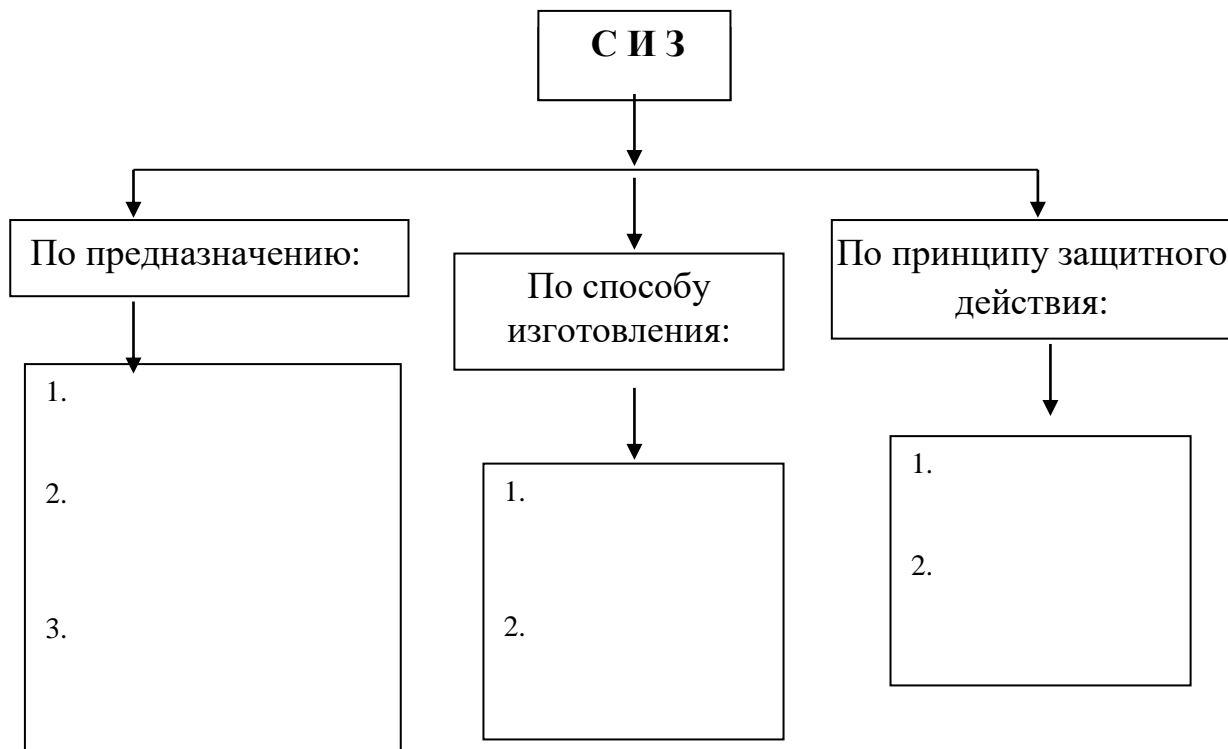 С И З
По предназначению:
1.
2.
3.
По способу
изготовления:
1.
2.
По принципу защитного
действия:
1.
2.